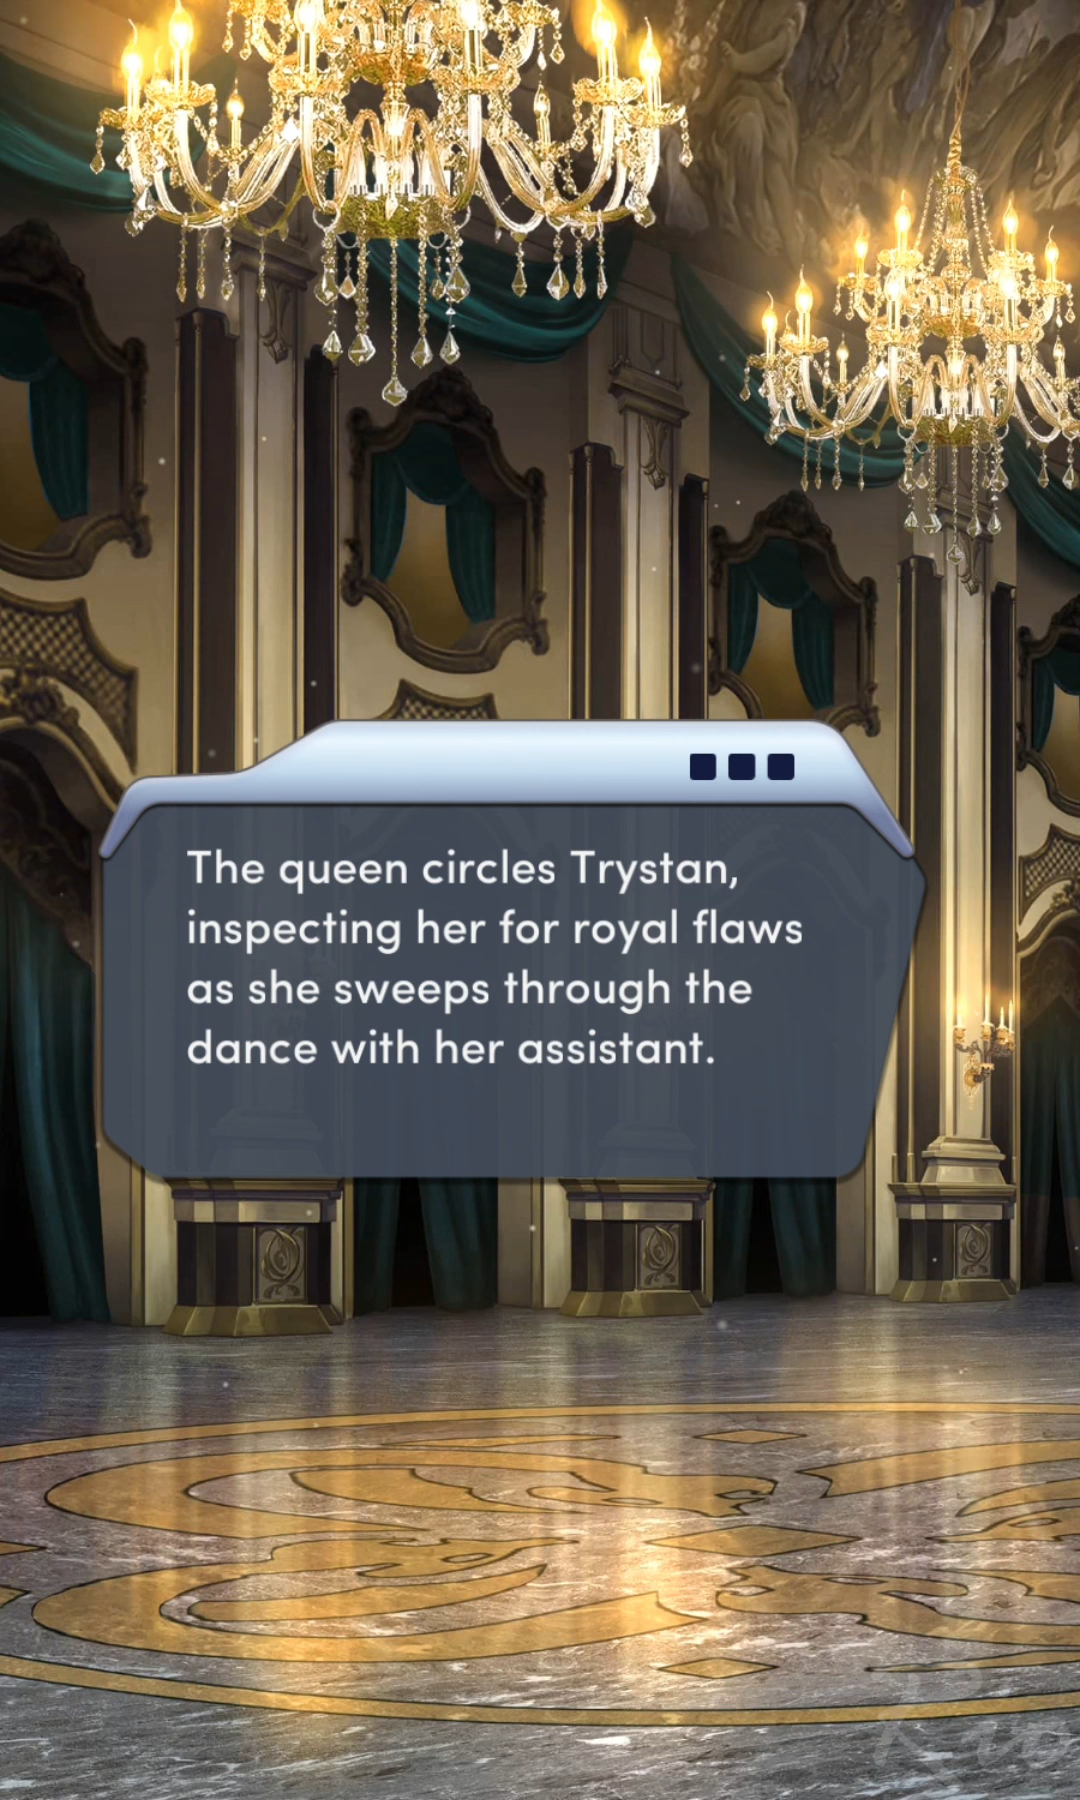 The queen circles Trystan,
inspecting her for royal flaws
as she sweeps through the
dance with her assistant.